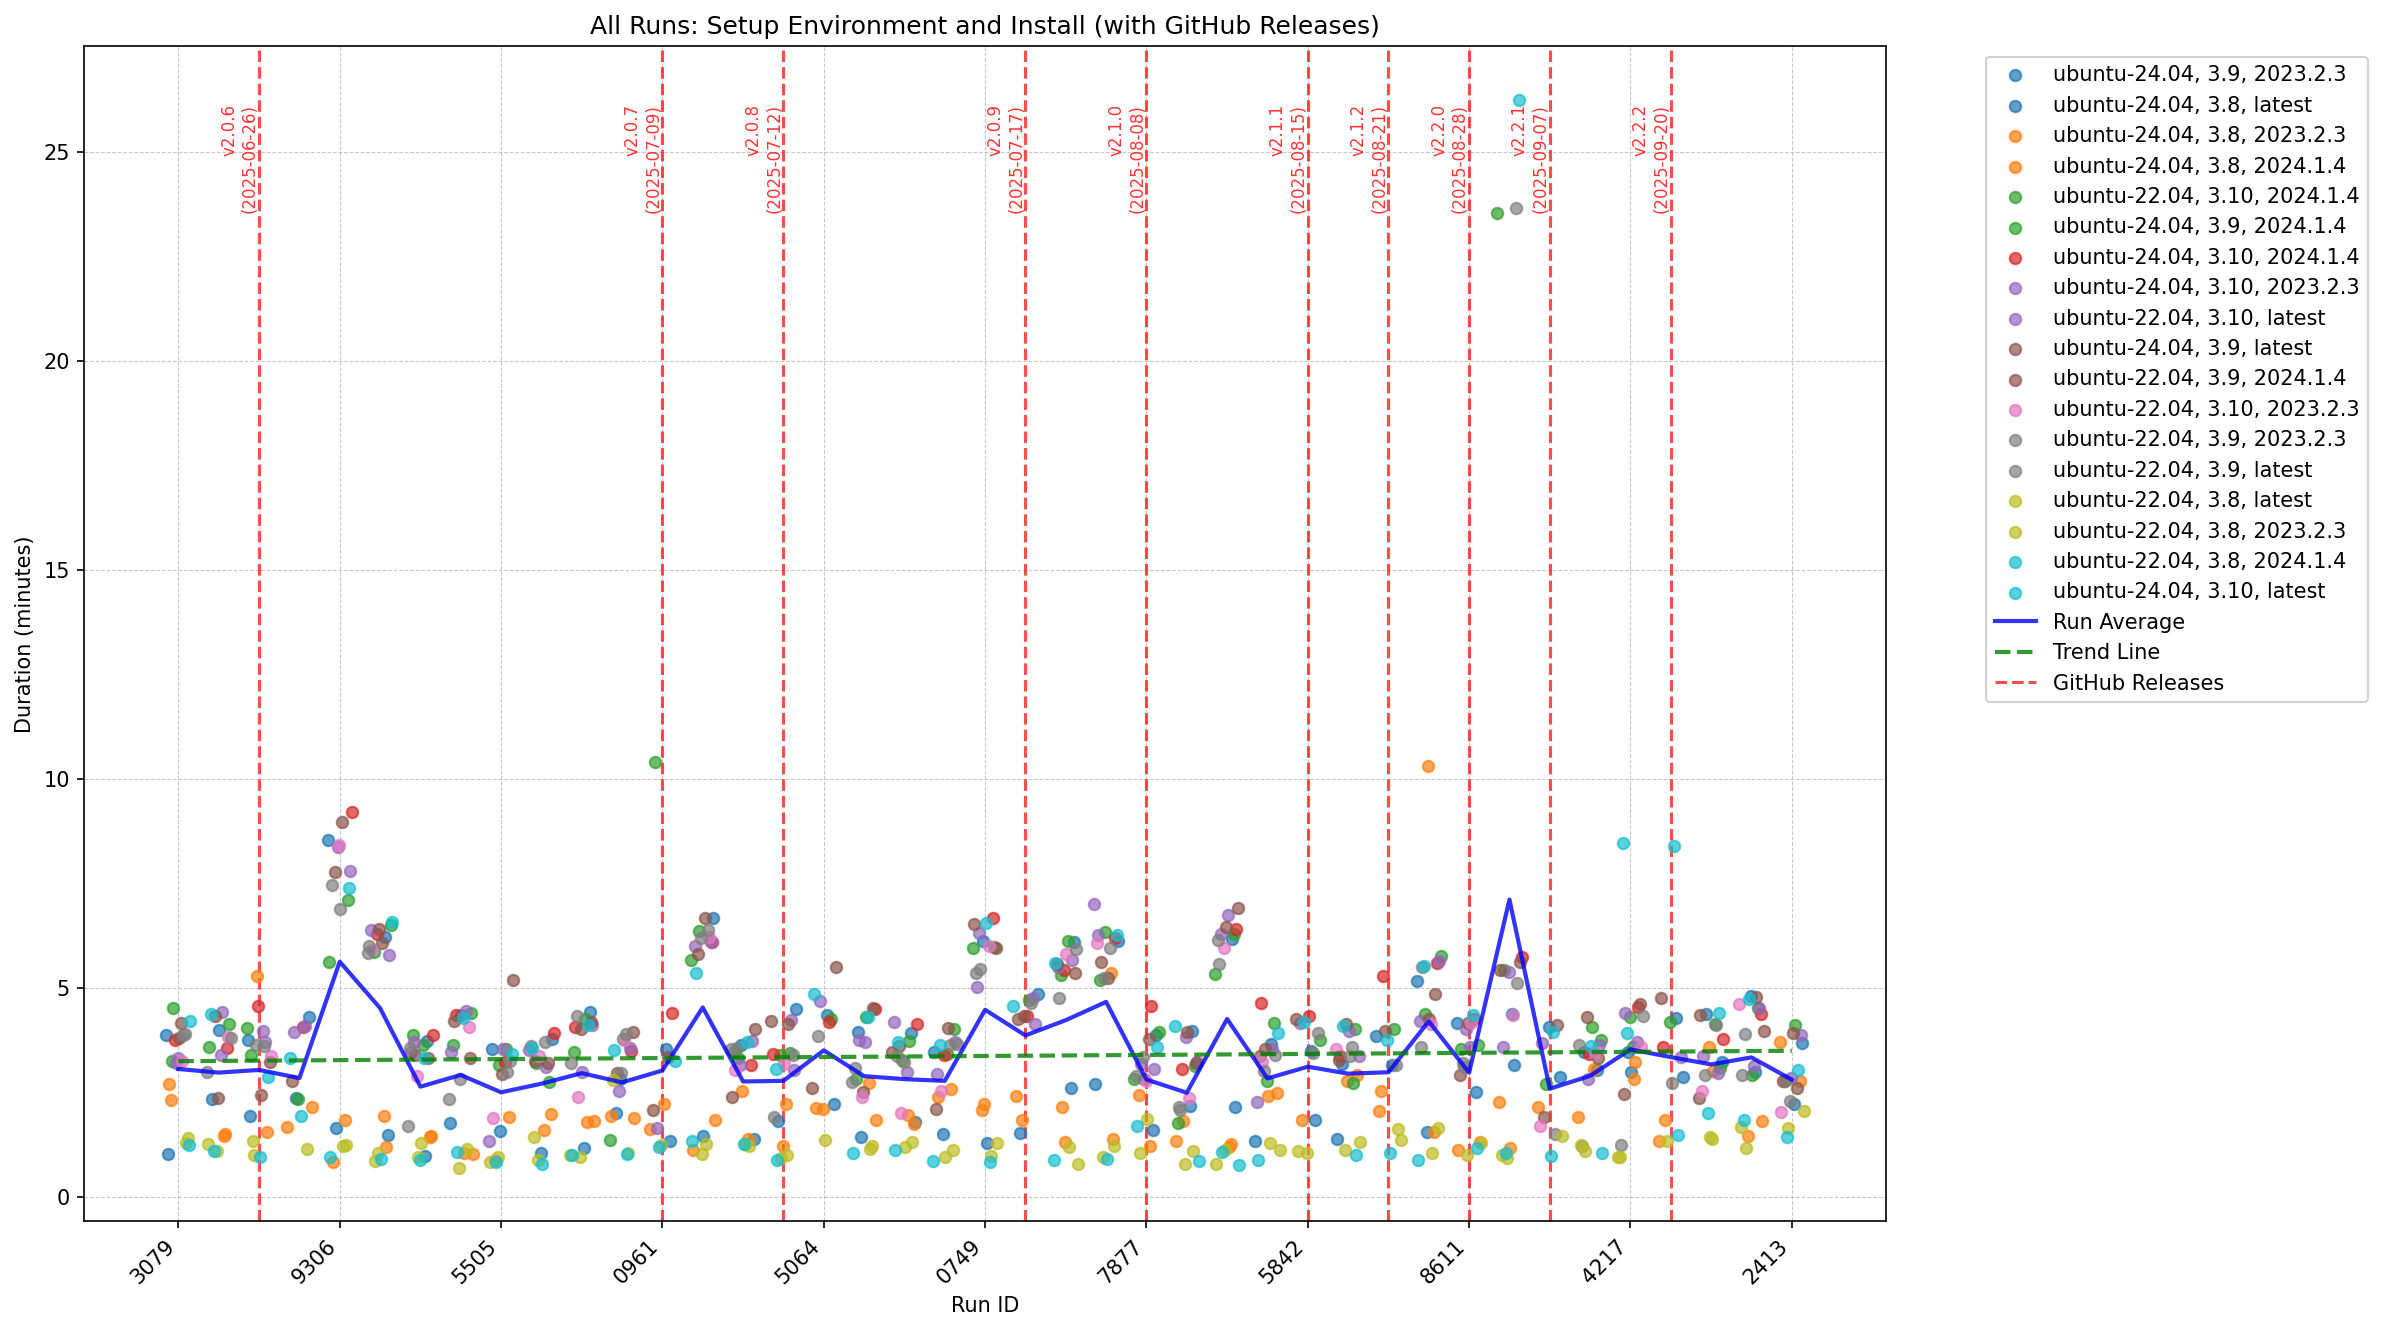 All Runs: Setup Environment and Install (with GitHub Releases)
Duration (minutes)
25
20
15
10
5
0
v2.0.6
(2025-06-26)
v2.0.7
(2025-07-09)
v2.0.8
(2025-07-12)
v2.0.9
(2025-07-17)
v2.1.0
(2025-08-08)
v2.1.1
(2025-08-15)
v2.1.2
(2025-08-21)
v2.2.0
(2025-08-28)
v2.2.1
(2025-09-07)
v2.2.2
(2025-09-20)
3079
9306
5505
0961
5064
0749
7877
5842
8611
4217
2413
Run ID
ubuntu-24.04, 3.9, 2023.2.3
ubuntu-24.04, 3.8, latest
ubuntu-24.04, 3.8, 2023.2.3
ubuntu-24.04, 3.8, 2024.1.4
ubuntu-22.04, 3.10, 2024.1.4
ubuntu-24.04, 3.9, 2024.1.4
ubuntu-24.04, 3.10, 2024.1.4
ubuntu-24.04, 3.10, 2023.2.3
ubuntu-22.04, 3.10, latest
ubuntu-24.04, 3.9, latest
ubuntu-22.04, 3.9, 2024.1.4
ubuntu-22.04, 3.10, 2023.2.3
ubuntu-22.04, 3.9, 2023.2.3
ubuntu-22.04, 3.9, latest
ubuntu-22.04, 3.8, latest
ubuntu-22.04, 3.8, 2023.2.3
ubuntu-22.04, 3.8, 2024.1.4
ubuntu-24.04, 3.10, latest
Run Average
Trend Line
GitHub Releases